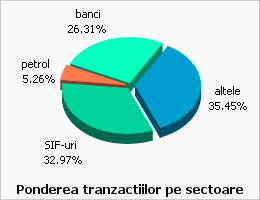 banci
26.31%
petrol
5.26%
altele
35.45%
SIF-uri
32.97%
Ponderea tranzactiilor pe sectoare